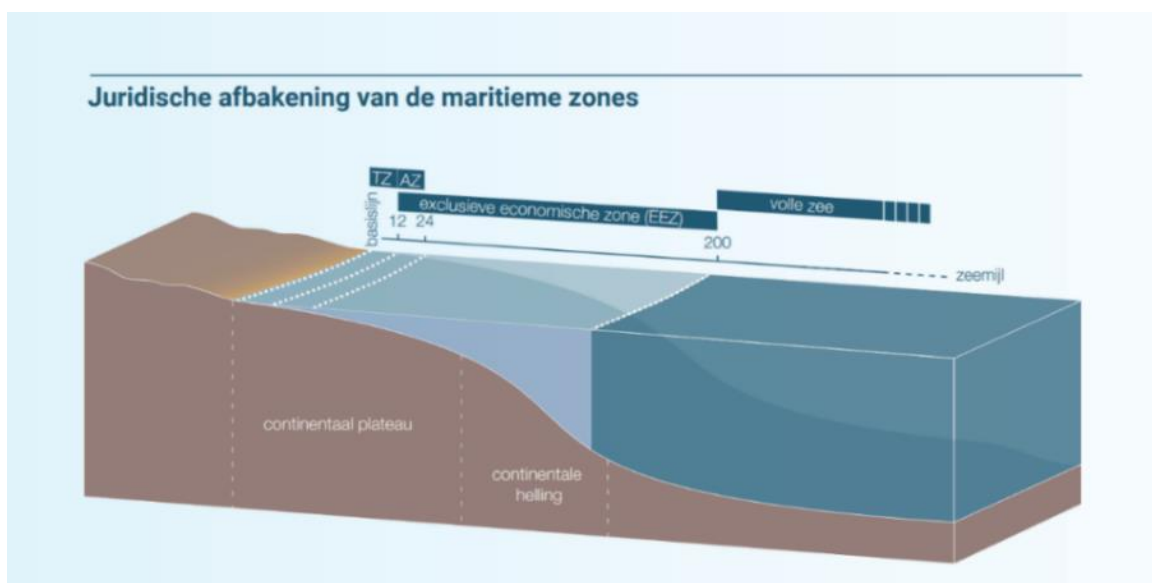 Juridische afbakening van de maritieme zones
TZ AZ
basislijn
exclusieve economische zone (EEZ)
volle zee
12 24
200
zeemijl
continentaal plateau
continentale
helling